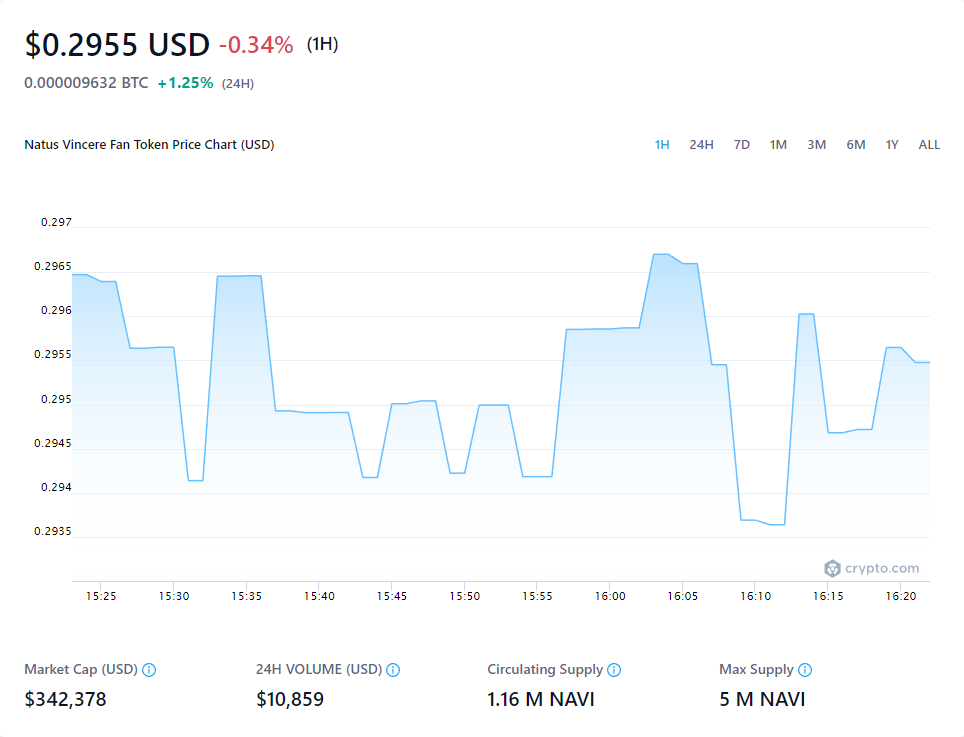 $0.2955 USD -0.34% (1H)
0.000009632 BTC +1.25% (24H)
Natus Vincere Fan Token Price Chart (USD) 1H 24H 7D 1M 3M 6M 1Y ALL
0.297
0.2965
0.296
0.2955
0.295
0.2945
0.294
0.2935
crypto.com
15:25 15:30 15:35 15:40 15:45 15:50 15:55 16:00 16:05 16:10 16:15 16:20
Market Cap (USD) 24H VOLUME (USD) Circulating Supply Max Supply
$342,378 $10,859 1.16 M NAVI 5 M NAVI